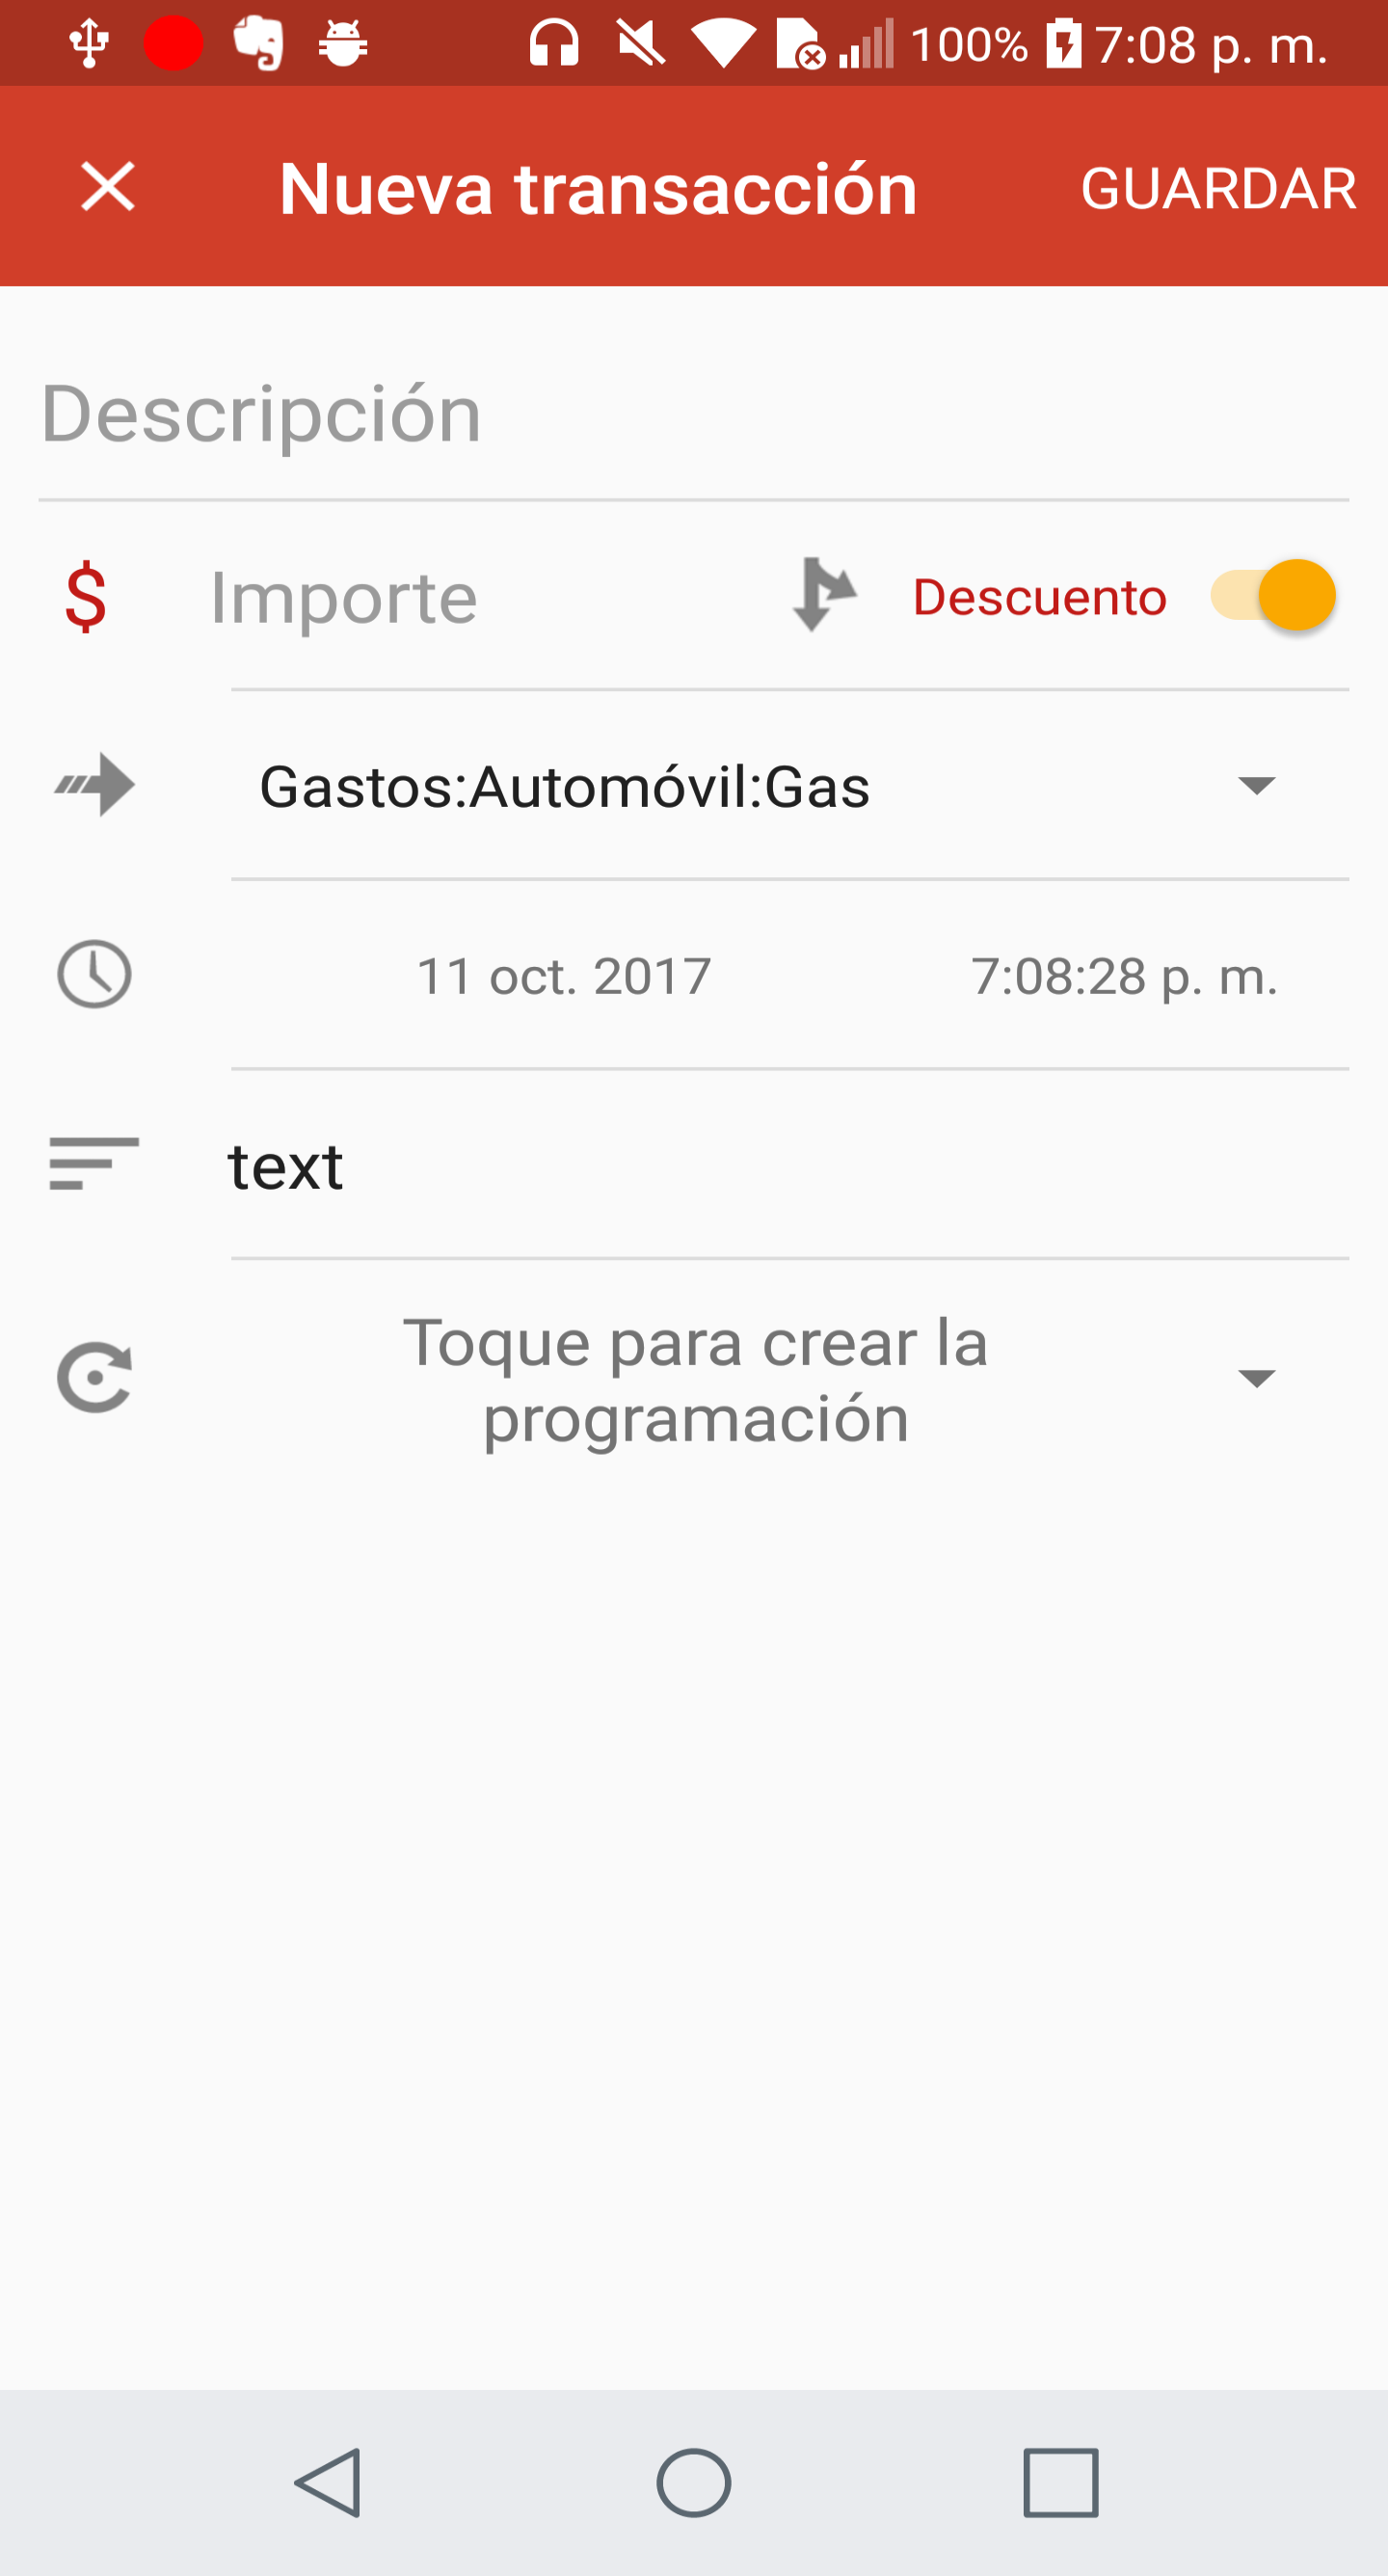 100% 7:08 p. m.
Nueva transacción GUARDAR
Descripción
$ Importe Descuento
Gastos:Automóvil:Gas
11 oct. 2017 7:08:28 p. m.
text
Toque para crear la
programación